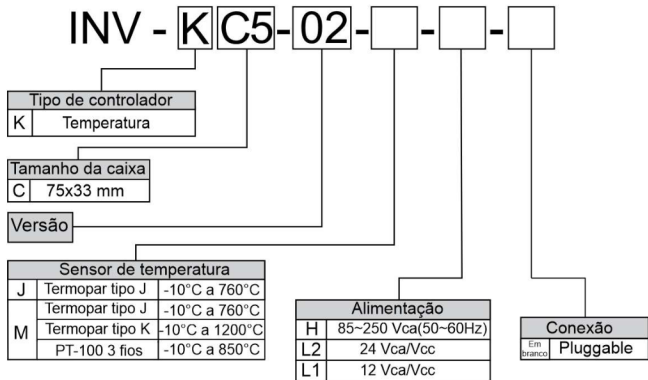 INV - K C5-02- - -
Tipo de controlador
K Temperatura
Tamanho da caixa
C 75x33 mm
Versão
Sensor de temperatura
J Termopar tipo J -10°C a 760°C
M Termopar tipo J -10°C a 760°C
Termopar tipo K -10°C a 1200°C
PT-100 3 fios -10°C a 850°C
Alimentação
H 85~250 Vca(50~60Hz)
L2 24 Vca/Vcc
L1 12 Vca/Vcc
Conexão
Em branco Pluggable